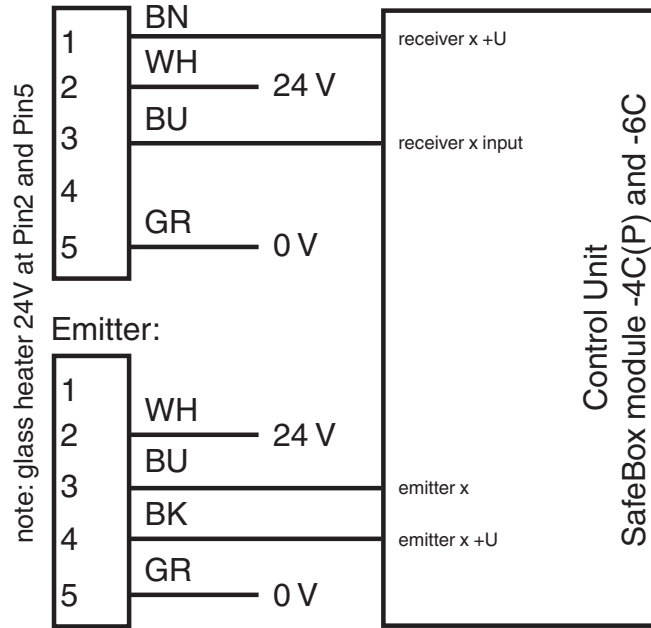 BN
1
receiver x +U
WH
2
24 V
BU
3
receiver x input
4
GR
5
0 V
Emitter:
1
WH
2
24 V
BU
3
emitter x
BK
4
emitter x +U
GR
5
0 V
note: glass heater 24V at Pin2 and Pin5
Control Unit
SafeBox module -4C(P) and -6C